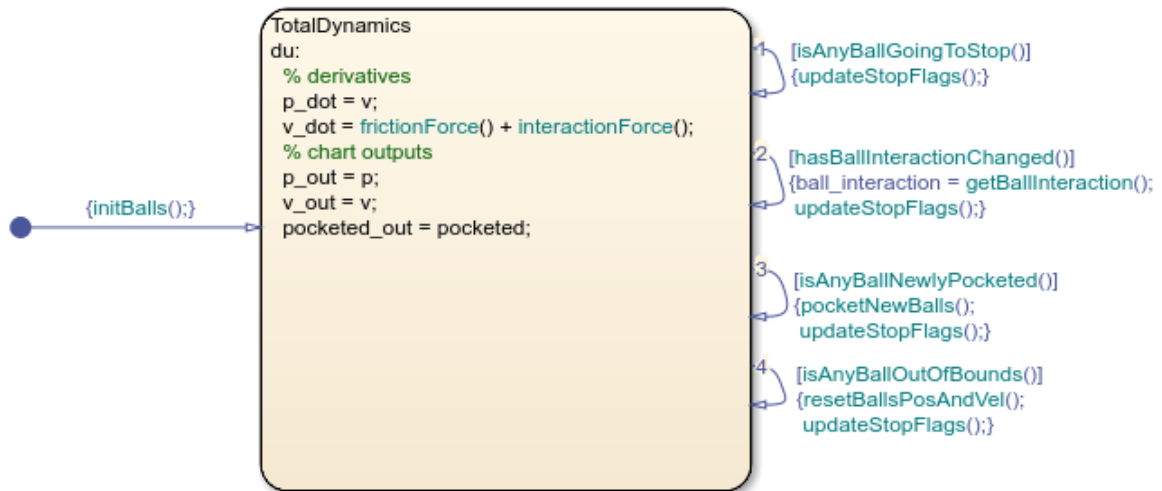 TotalDynamics
du:
% derivatives
p_dot = v;
v_dot = frictionForce() + interactionForce();
% chart outputs
p_out = p;
v_out = v;
pocketed_out = pocketed;
{initBalls();}
1
[isAnyBallGoingToStop()]
{updateStopFlags();}
2
[hasBallInteractionChanged()]
{ball_interaction = getBallInteraction();
updateStopFlags();}
3
[isAnyBallNewlyPocketed()]
{pocketNewBalls();
updateStopFlags();}
4
[isAnyBallOutOfBounds()]
{resetBallsPosAndVel();
updateStopFlags();}